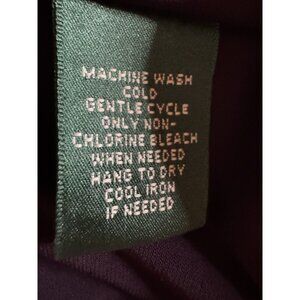 MACHINE WASH
COLD
GENTLE CYCLE
ONLY NON-
CHLORINE BLEACH
WHEN NEEDED
HANG TO DRY
COOL IRON
IF NEEDED